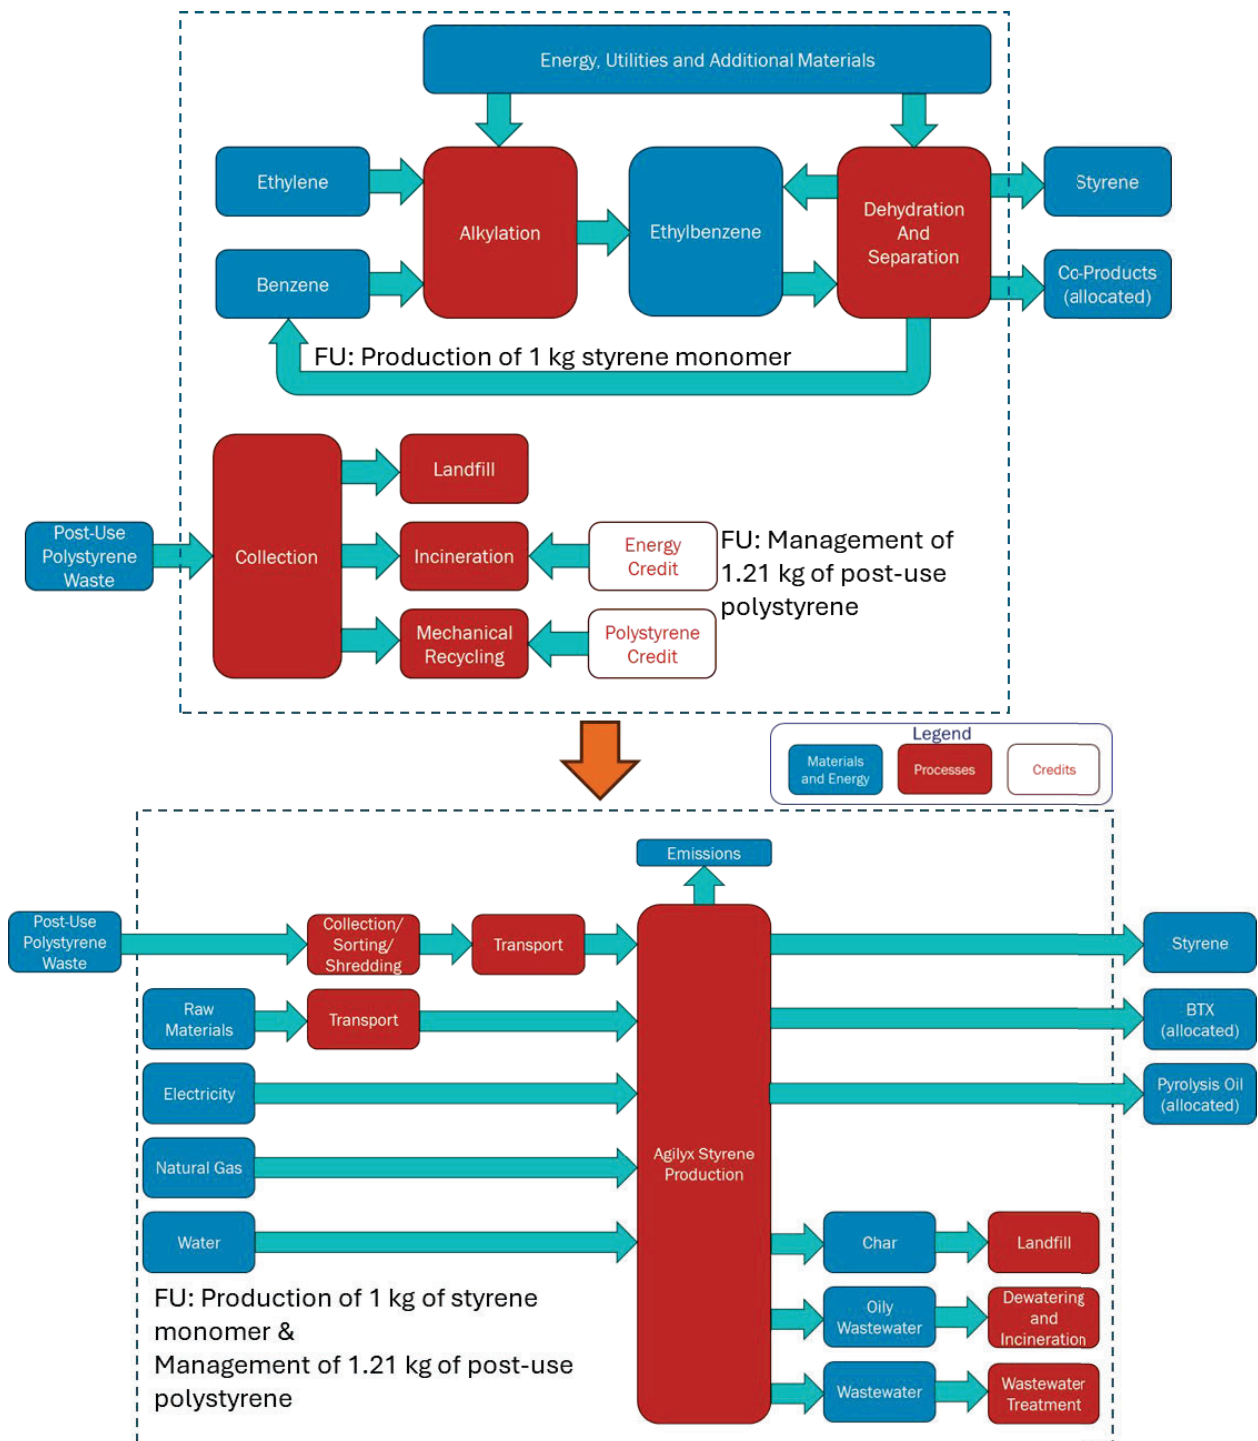 Energy, Utilities and Additional Materials
Ethylene
Alkylation
Ethylbenzene
Dehydration
And
Separation
Styrene
Benzene
Co-Products
(allocated)
FU: Production of 1 kg styrene monomer
Post-Use
Polystyrene
Waste
Collection
Landfill
Incineration
Energy
Credit
Mechanical
Recycling
Polystyrene
Credit
FU: Management of
1.21 kg of post-use
polystyrene
Legend
Materials
and Energy
Processes
Credits
Emissions
Post-Use
Polystyrene
Waste
Collection/
Sorting/
Shredding
Transport
Styrene
Raw
Materials
Transport
BTX
(allocated)
Electricity
Pyrolysis Oil
(allocated)
Natural Gas
Agilyx Styrene
Production
Water
Char
Landfill
Oily
Wastewater
Dewatering
and
Incineration
Wastewater
Wastewater
Treatment
FU: Production of 1 kg of styrene
monomer &
Management of 1.21 kg of post-use
polystyrene